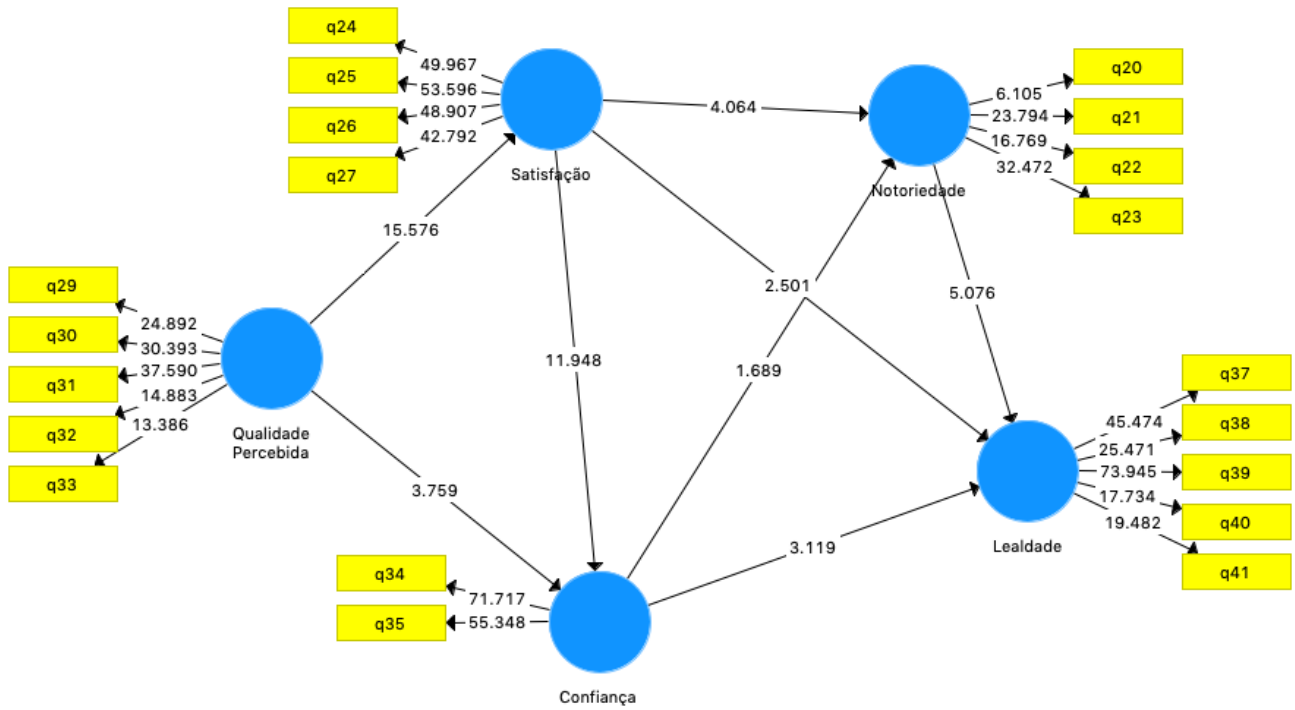 q24
q25
q26
q27
49.967
53.596
48.907
42.792
Satisfação
4.064
Notoriedade
6.105
23.794
16.769
32.472
q20
q21
q22
q23
15.576
2.501
5.076
11.948
1.689
q29
q30
q31
q32
q33
24.892
30.393
37.590
14.883
13.386
Qualidade
Percebida
3.759
q34
q35
71.717
55.348
Confiança
3.119
Lealdade
45.474
25.471
73.945
17.734
19.482
q37
q38
q39
q40
q41